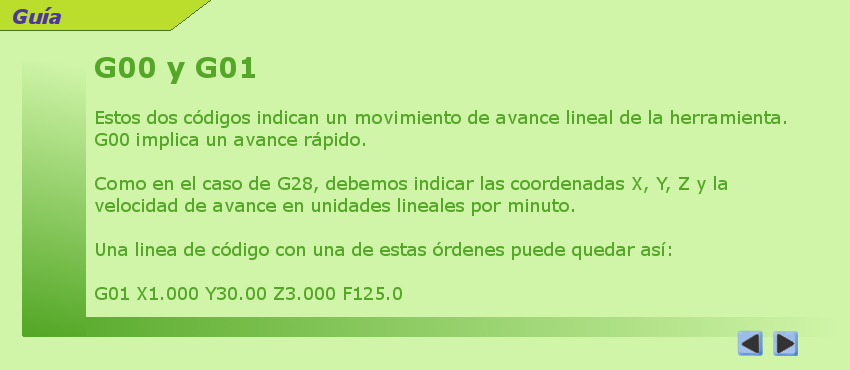 Guía
G00 y G01
Estos dos códigos indican un movimiento de avance lineal de la herramienta.
G00 implica un avance rápido.
Como en el caso de G28, debemos indicar las coordenadas X, Y, Z y la
velocidad de avance en unidades lineales por minuto.
Una linea de código con una de estas órdenes puede quedar así:
G01 X1.000 Y30.00 Z3.000 F125.0